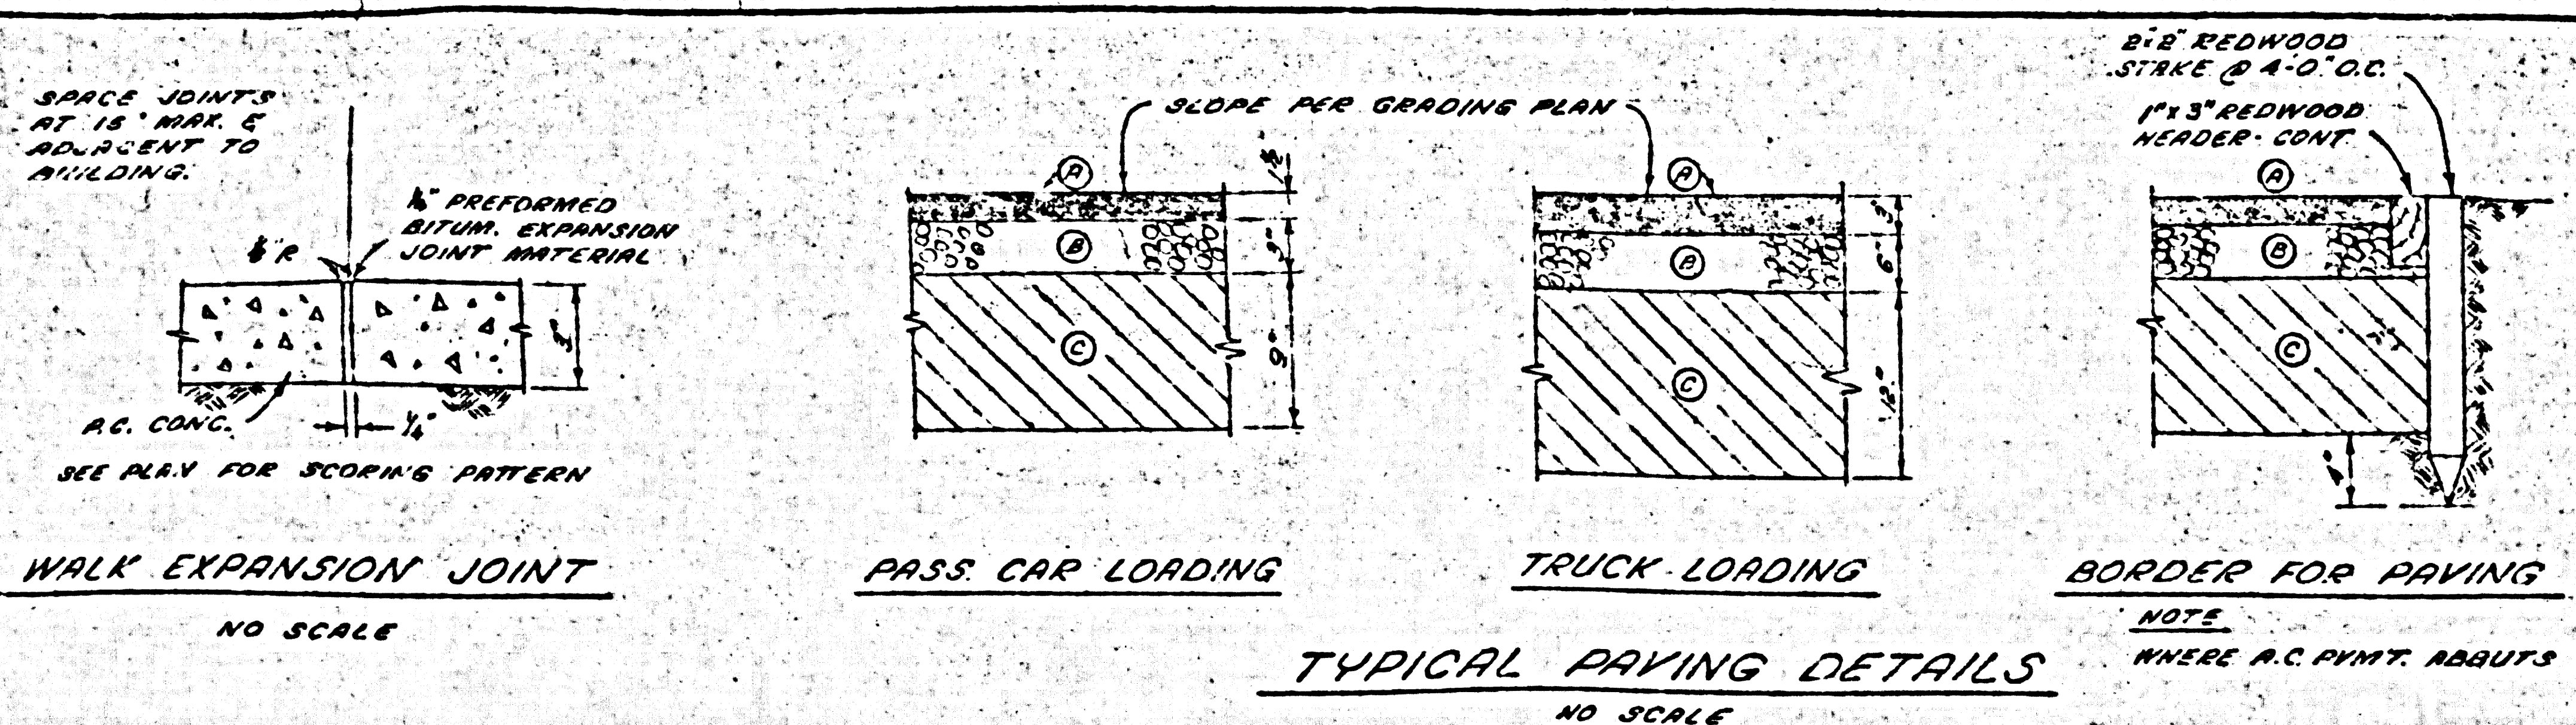 SPACE JOINTS
AT 15' MAX. &
ADJACENT TO
BUILDING.
PREFORMED
BITUM. EXPANSION
JOINT MATERIAL
R
3"
P.C. CONC.
1/4"
SEE PLAN FOR SCORING PATTERN
WALK EXPANSION JOINT
NO SCALE
SLOPE PER GRADING PLAN
A
B
C
9"
PASS. CAR LOADING
A
B
C
12"
TRUCK LOADING
2"x2" REDWOOD
STAKE @ 4'-0" O.C.
1"x3" REDWOOD
HEADER - CONT.
A
B
C
BORDER FOR PAVING
NOTE
WHERE A.C. PVMT. ABBUTS
TYPICAL PAVING DETAILS
NO SCALE